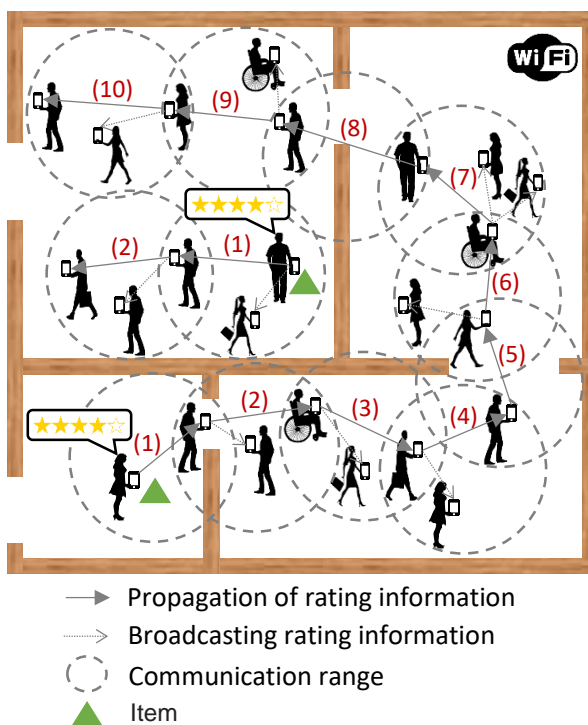 WiFi
(10)
(9)
(8)
(7)
★★★★☆
(2)
(1)
(6)
(5)
(2)
(3)
(4)
★★★★☆
(1)
Propagation of rating information
Broadcasting rating information
Communication range
Item